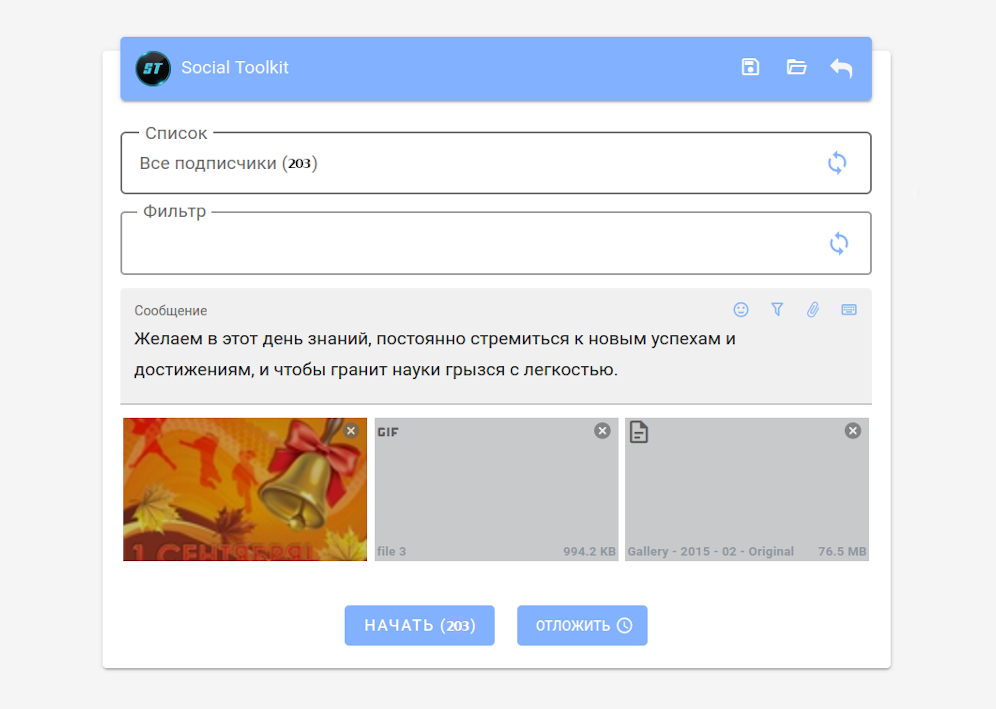 ST Social Toolkit
Список
Все подписчики (203)
Фильтр
Сообщение
Желаем в этот день знаний, постоянно стремиться к новым успехам и
достижениям, и чтобы гранит науки грызся с легкостью.
1 СЕНТЯБРЯ!
GIF
file 3 994.2 KB
Gallery - 2015 - 02 - Original 76.5 MB
НАЧАТЬ (203)
ОТЛОЖИТЬ